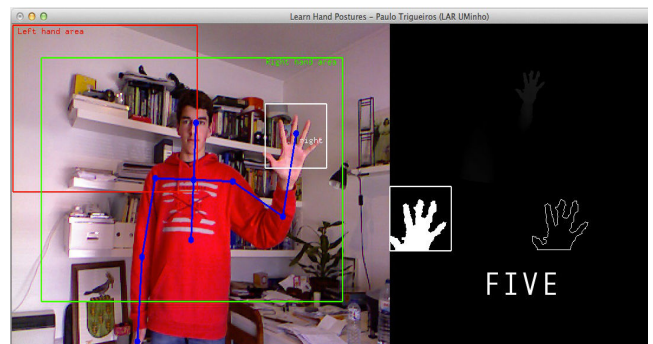 Learn Hand Postures – Paulo Trigueiros (LAR UMinho)
Left hand area
Right hand area
right
FIVE